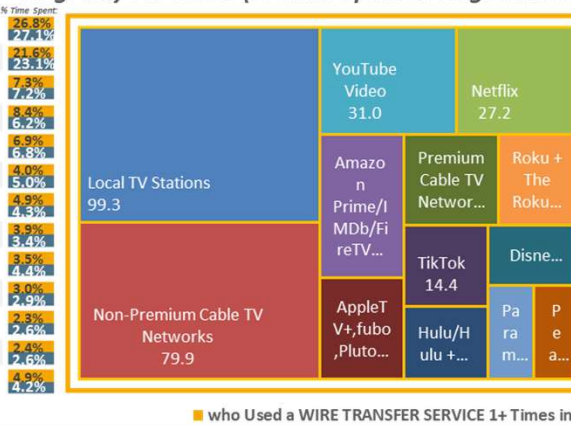 % Time Spent:
26.8%
27.1%
21.6%
23.1%
7.3%
7.2%
8.4%
6.2%
6.9%
6.8%
4.0%
5.0%
4.9%
4.3%
3.9%
3.4%
3.5%
4.4%
3.0%
2.9%
2.3%
2.6%
2.4%
2.6%
4.9%
4.2%
Local TV Stations
99.3
Non-Premium Cable TV
Networks
79.9
YouTube
Video
31.0
Netflix
27.2
Amazo
n
Prime/I
MDb/Fi
reTV...
Premium
Cable TV
Networ...
Roku +
The
Roku...
TikTok
14.4
Disne...
AppleT
V+,fubo
,Pluto...
Hulu/H
ulu +...
Pa
ram
...
P
e
a...
who Used a WIRE TRANSFER SERVICE 1+ Times in